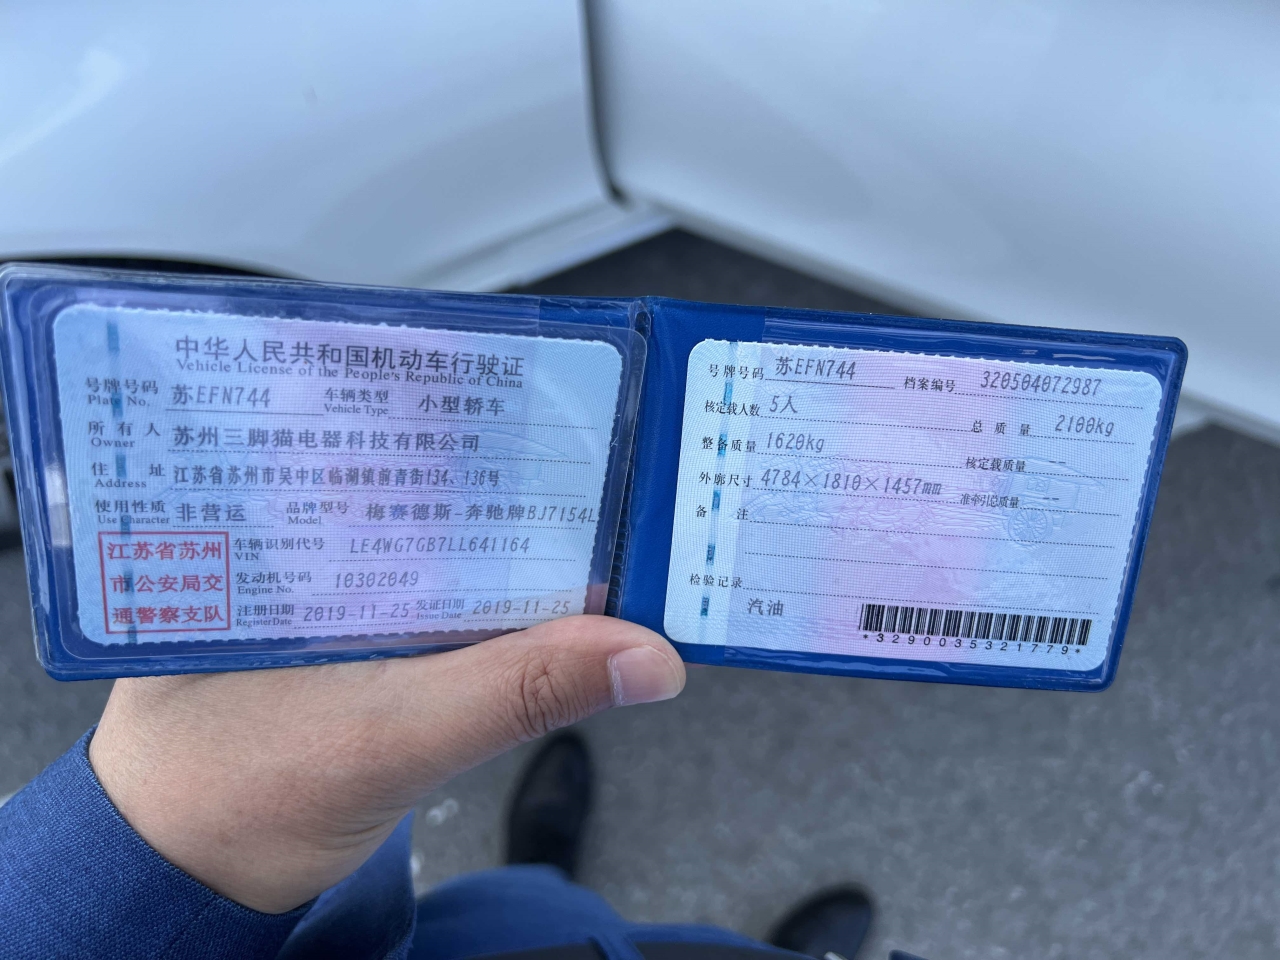 中华人民共和国机动车行驶证
Vehicle License of the People's Republic of China
号牌号码 苏EFN744 车辆类型 小型轿车
Plate No. Vehicle Type
所有人 苏州三脚猫电器科技有限公司
Owner
住址 江苏省苏州市吴中区临湖镇前青街134、136号
Address
使用性质 非营运 品牌型号 梅赛德斯-奔驰牌BJ7154L
Use Character Model
江苏省苏州
市公安局交
通警察支队
车辆识别代号 LE4WG7GB7LL641164
VIN
发动机号码 10302049
Engine No.
注册日期 2019-11-25 发证日期 2019-11-25
Register Date Issue Date
号牌号码 苏EFN744 档案编号 320504072987
核定载人数 5人 总质量 2100kg
整备质量 1620kg 核定载质量 --
外廓尺寸 4784×1810×1457mm 准牵引总质量 --
备注
检验记录
汽油
*3290035321779*